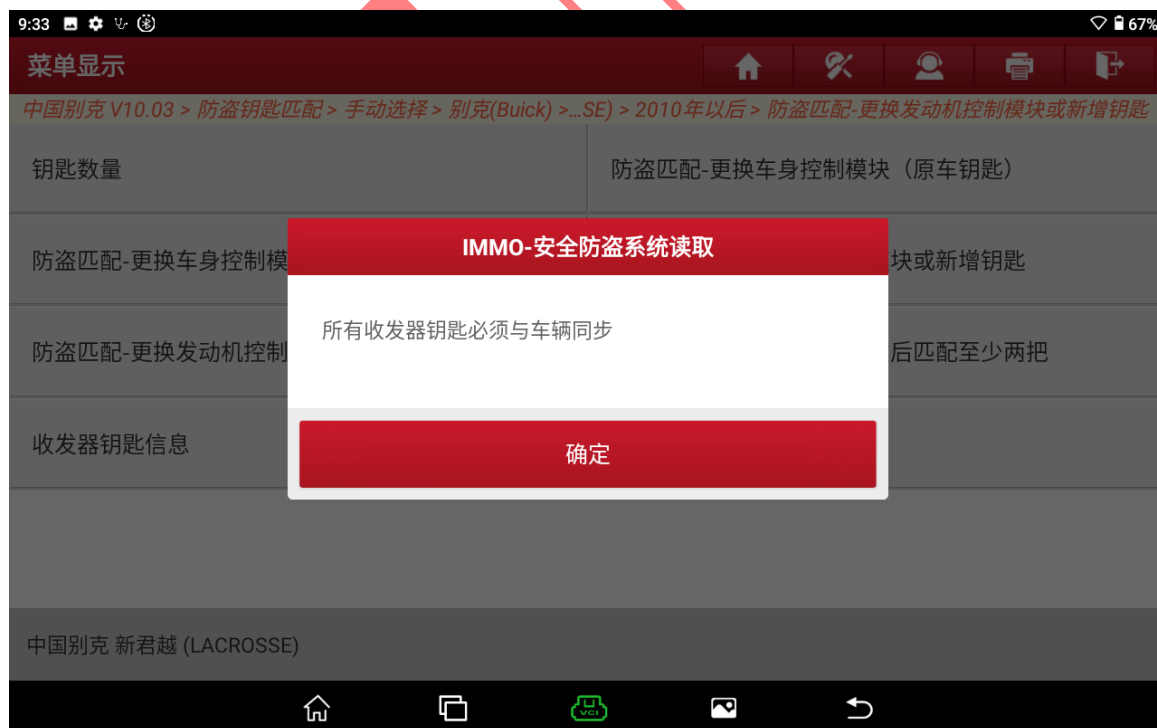 9:33
67%
菜单显示
中国别克 V10.03 > 防盗钥匙匹配 > 手动选择 > 别克(Buick) >...SE) > 2010年以后 > 防盗匹配-更换发动机控制模块或新增钥匙
钥匙数量
防盗匹配-更换车身控制模块（原车钥匙）
IMMO-安全防盗系统读取
防盗匹配-更换车身控制模
块或新增钥匙
所有收发器钥匙必须与车辆同步
防盗匹配-更换发动机控制
后匹配至少两把
收发器钥匙信息
确定
中国别克 新君越 (LACROSSE)
VCI